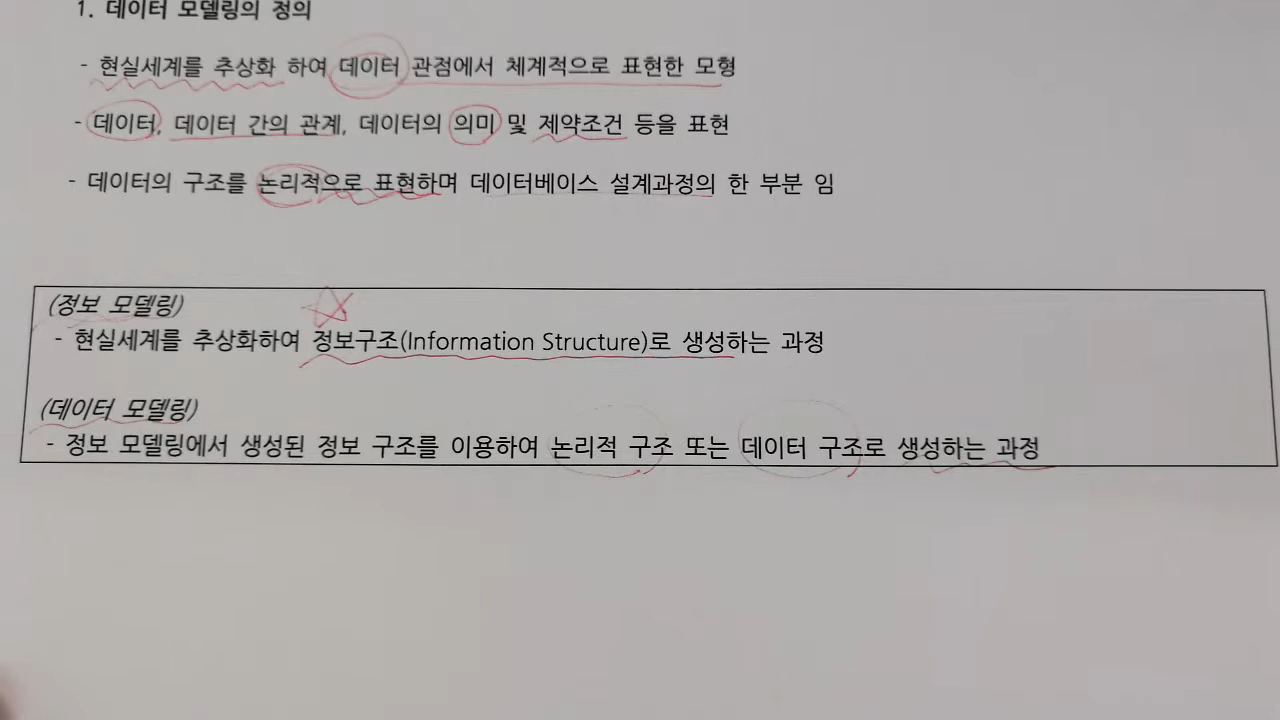 1. 데이터 모델링의 정의
- 현실세계를 추상화 하여 데이터 관점에서 체계적으로 표현한 모형
- 데이터, 데이터 간의 관계, 데이터의 의미 및 제약조건 등을 표현
- 데이터의 구조를 논리적으로 표현하며 데이터베이스 설계과정의 한 부분 임
(정보 모델링)
- 현실세계를 추상화하여 정보구조(Information Structure)로 생성하는 과정
(데이터 모델링)
- 정보 모델링에서 생성된 정보 구조를 이용하여 논리적 구조 또는 데이터 구조로 생성하는 과정